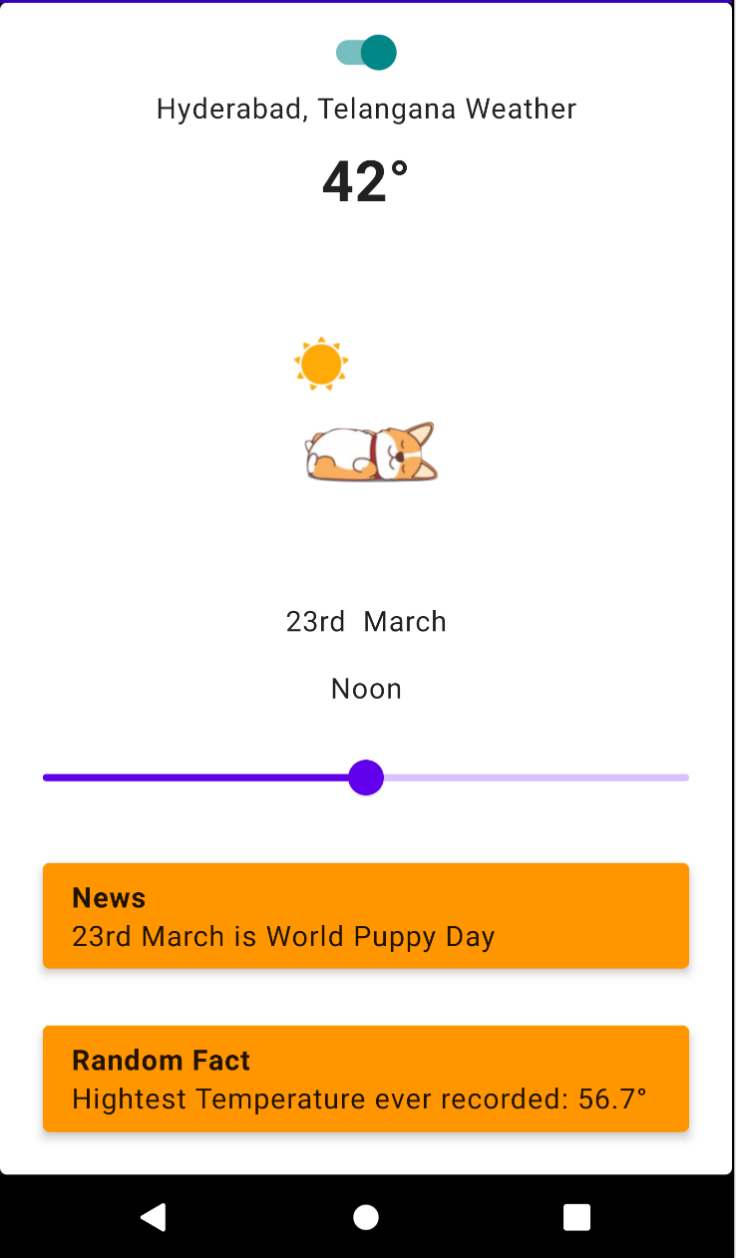 Hyderabad, Telangana Weather
42°
23rd  March
Noon
News
23rd March is World Puppy Day
Random Fact
Hightest Temperature ever recorded: 56.7°